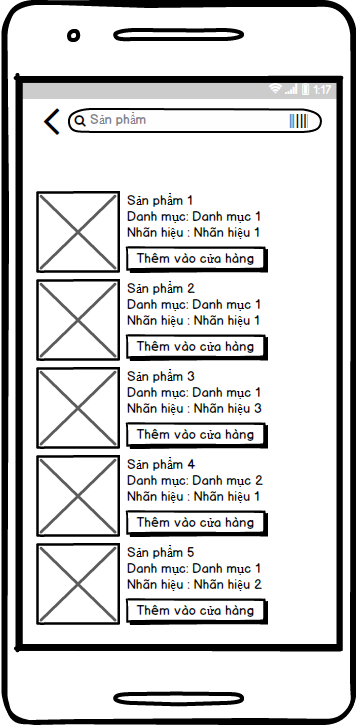 1:17
Sản phẩm
Sản phẩm 1
Danh mục: Danh mục 1
Nhãn hiệu : Nhãn hiệu 1
Thêm vào cửa hàng
Sản phẩm 2
Danh mục: Danh mục 1
Nhãn hiệu : Nhãn hiệu 1
Thêm vào cửa hàng
Sản phẩm 3
Danh mục: Danh mục 1
Nhãn hiệu : Nhãn hiệu 3
Thêm vào cửa hàng
Sản phẩm 4
Danh mục: Danh mục 2
Nhãn hiệu : Nhãn hiệu 1
Thêm vào cửa hàng
Sản phẩm 5
Danh mục: Danh mục 1
Nhãn hiệu : Nhãn hiệu 2
Thêm vào cửa hàng